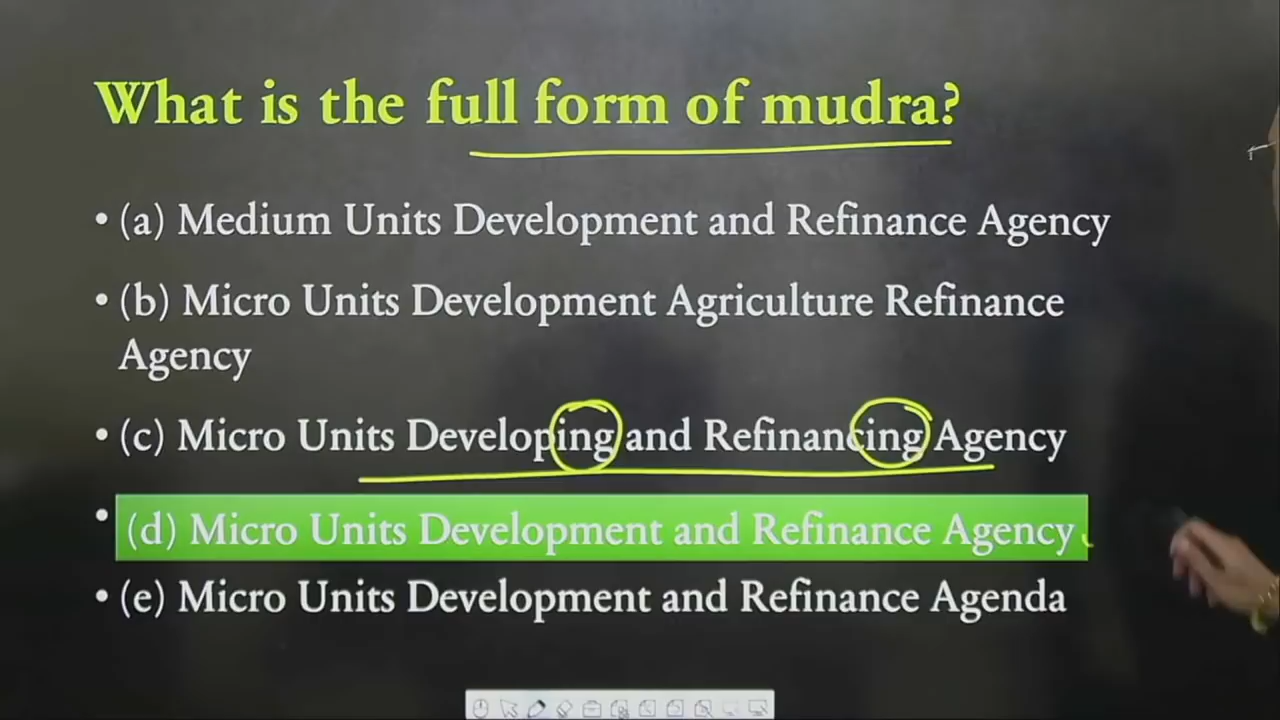 What is the full form of mudra?
• (a) Medium Units Development and Refinance Agency
• (b) Micro Units Development Agriculture Refinance
Agency
• (c) Micro Units Developing and Refinancing Agency
• (d) Micro Units Development and Refinance Agency
• (e) Micro Units Development and Refinance Agenda